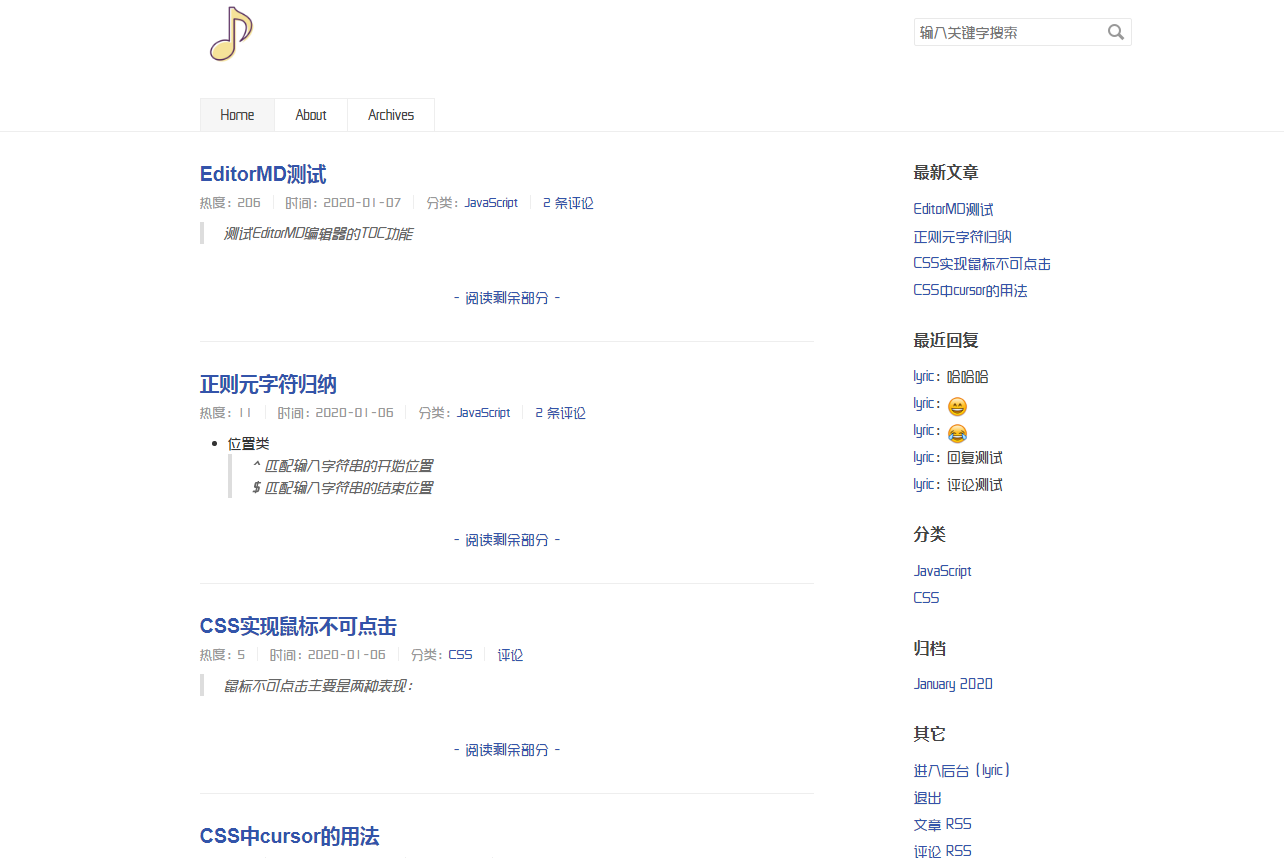 输入关键字搜索
Home About Archives
EditorMD测试
热度：206 时间：2020-01-07 分类：JavaScript 2 条评论
测试EditorMD编辑器的TOC功能
- 阅读剩余部分 -
正则元字符归纳
热度：11 时间：2020-01-06 分类：JavaScript 2 条评论
位置类
^ 匹配输入字符串的开始位置
$ 匹配输入字符串的结束位置
- 阅读剩余部分 -
CSS实现鼠标不可点击
热度：5 时间：2020-01-06 分类：CSS 评论
鼠标不可点击主要是两种表现：
- 阅读剩余部分 -
CSS中cursor的用法
最新文章
EditorMD测试
正则元字符归纳
CSS实现鼠标不可点击
CSS中cursor的用法
最近回复
lyric：哈哈哈
lyric：😄
lyric：😂
lyric：回复测试
lyric：评论测试
分类
JavaScript
CSS
归档
January 2020
其它
进入后台 (lyric)
退出
文章 RSS
评论 RSS